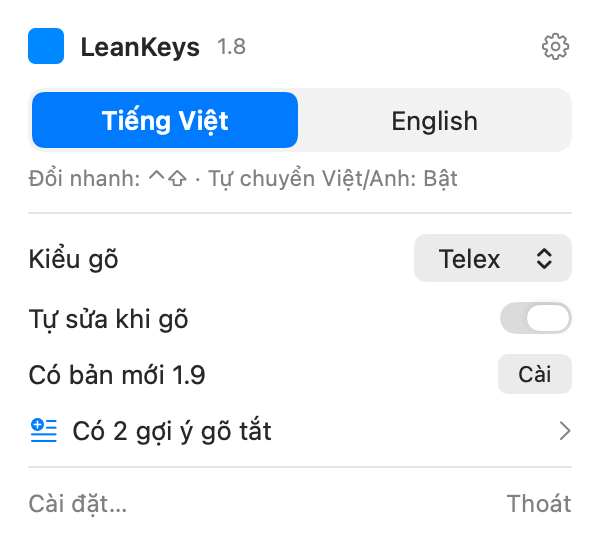 LeanKeys 1.8
Tiếng Việt English
Đổi nhanh: ^⇧ · Tự chuyển Việt/Anh: Bật
Kiểu gõ Telex
Tự sửa khi gõ
Có bản mới 1.9 Cài
Có 2 gợi ý gõ tắt
Cài đặt... Thoát